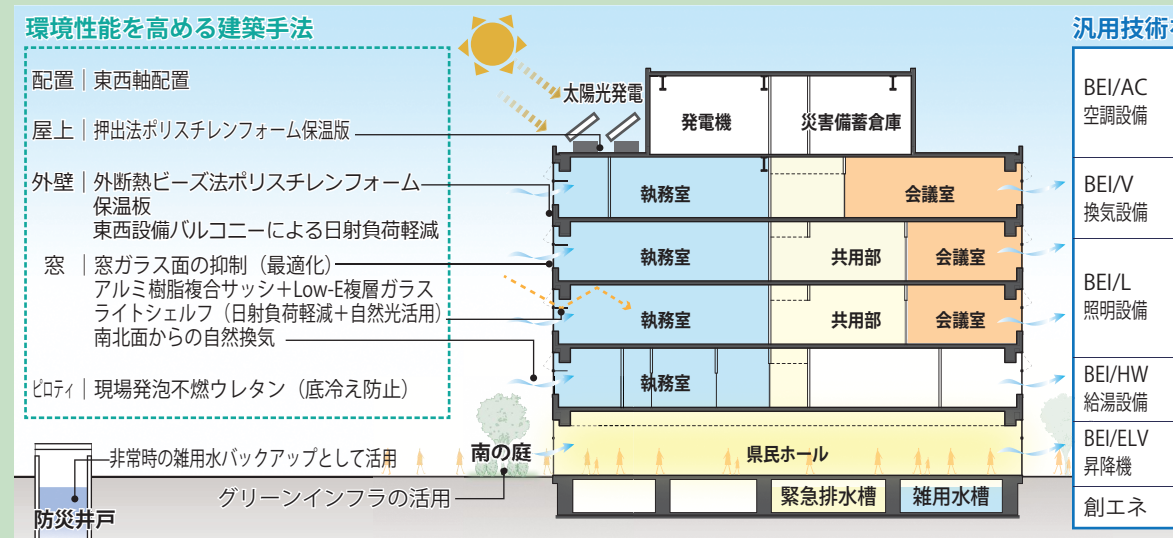 環境性能を高める建築手法
配置｜東西軸配置
屋上｜押出法ポリスチレンフォーム保温版
外壁｜外断熱ビーズ法ポリスチレンフォーム
保温板
東西設備バルコニーによる日射負荷軽減
窓｜窓ガラス面の抑制（最適化）
アルミ樹脂複合サッシ＋Low-E複層ガラス
ライトシェルフ（日射負荷軽減＋自然光活用）
南北面からの自然換気
ピロティ｜現場発泡不燃ウレタン（底冷え防止）
非常時の雑用水バックアップとして活用
グリーンインフラの活用
防災井戸
南の庭
太陽光発電
発電機
災害備蓄倉庫
執務室
会議室
執務室
共用部
会議室
執務室
共用部
会議室
執務室
県民ホール
緊急排水槽
雑用水槽
汎用技術
BEI/AC
空調設備
BEI/V
換気設備
BEI/L
照明設備
BEI/HW
給湯設備
BEI/ELV
昇降機
創エネ